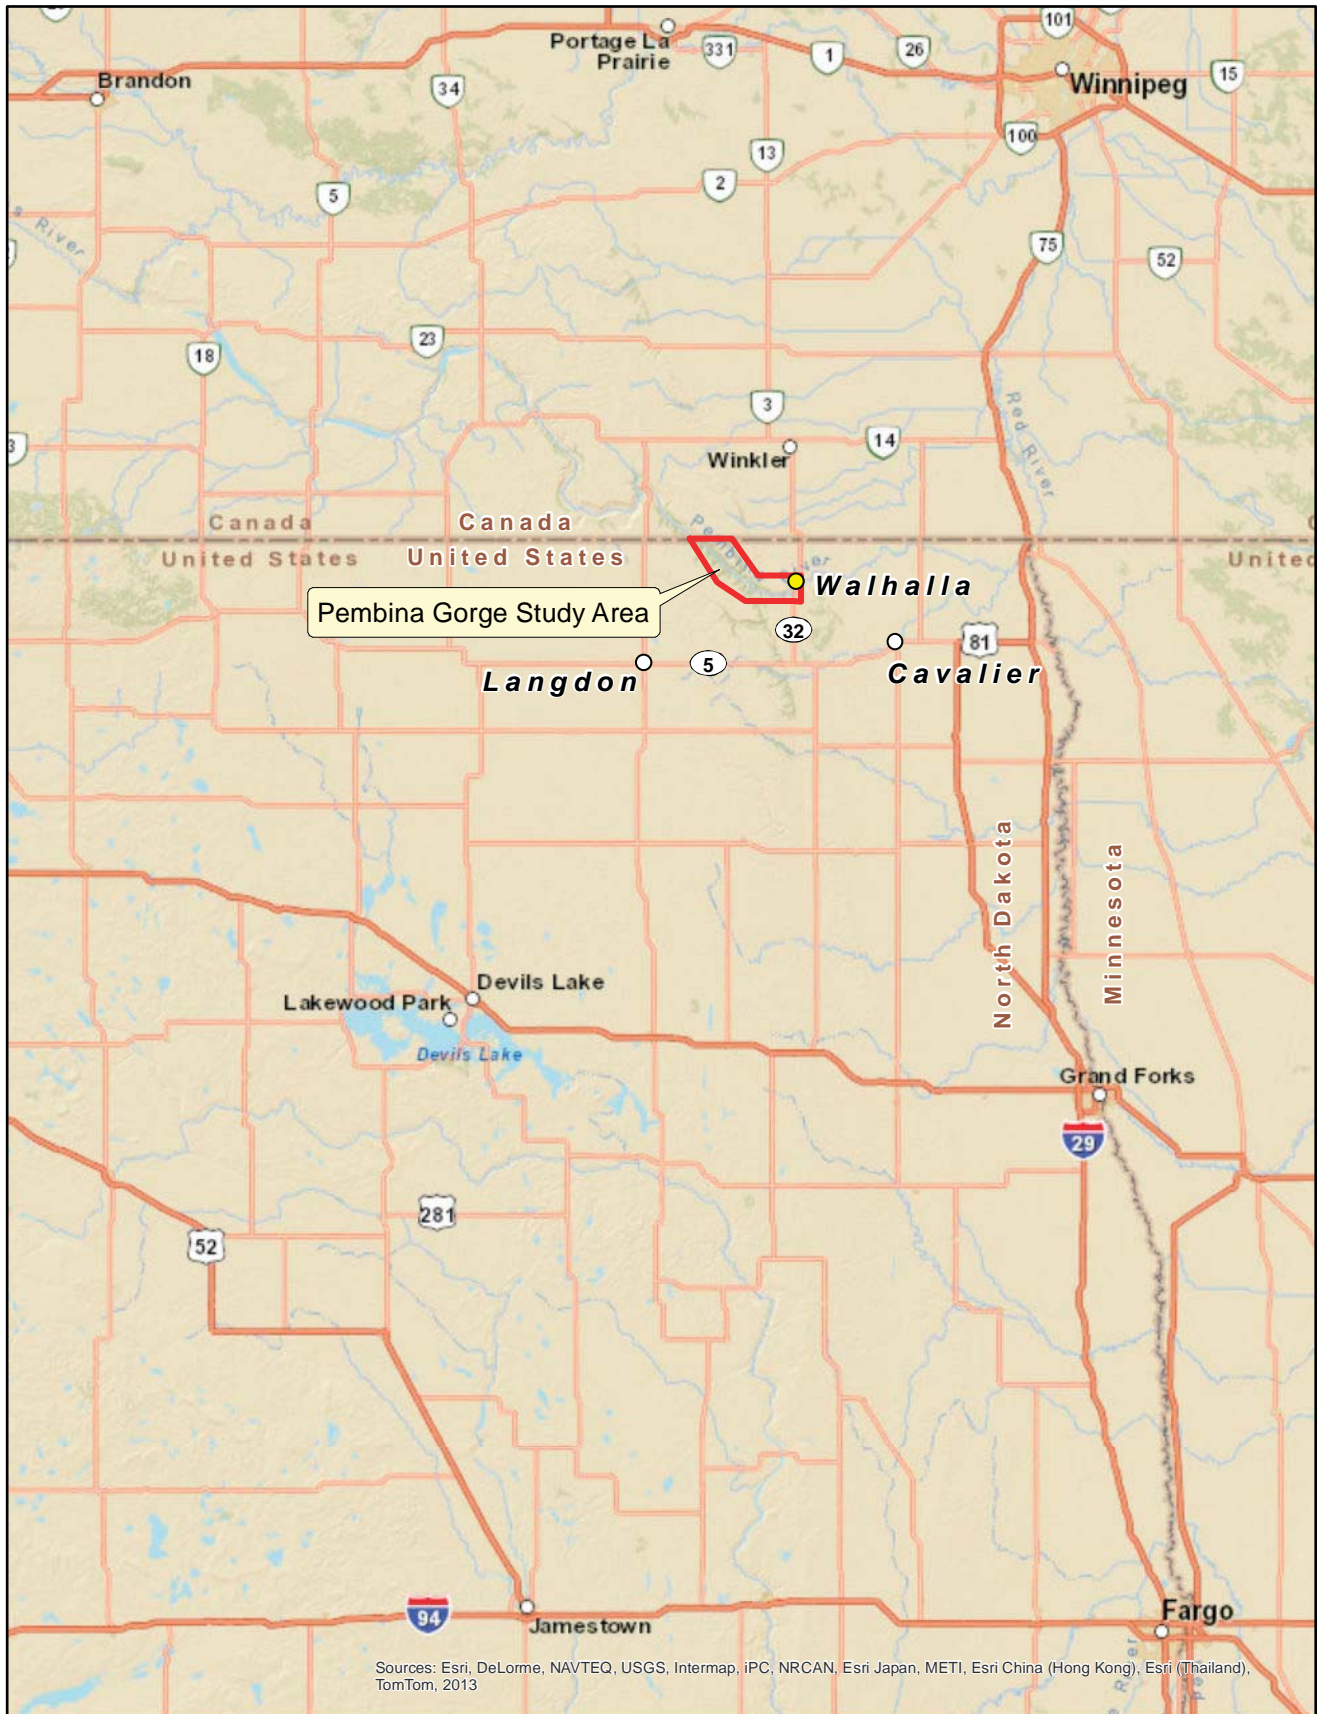 101
Portage La
Prairie
331
1
26
Winnipeg
15
Brandon
34
100
13
2
5
River
75
52
23
18
Red River
3
14
Winkler
Canada
Canada
United States
United States
River
Walhalla
Pembina Gorge Study Area
32
81
Langdon
5
Cavalier
North Dakota
Minnesota
Devils Lake
Lakewood Park
Devils Lake
Grand Forks
29
281
52
94
Jamestown
Fargo
Sources: Esri, DeLorme, NAVTEQ, USGS, Intermap, iPC, NRCAN, Esri Japan, METI, Esri China (Hong Kong), Esri (Thailand),
TomTom, 2013